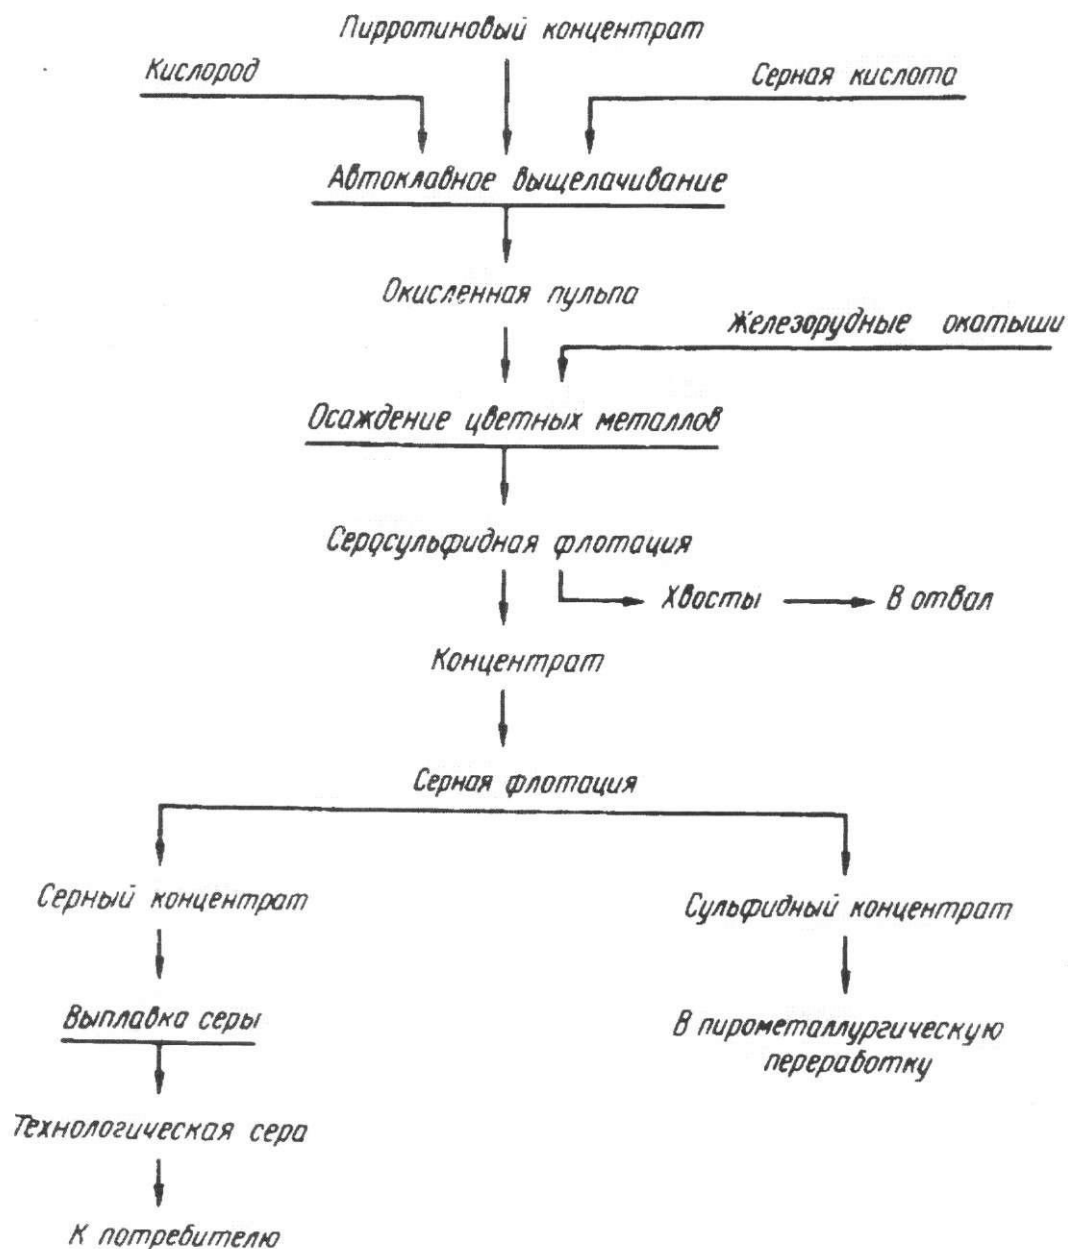 Пирротиновый концентрат
Кислород
Серная кислота
Автоклавное выщелачивание
Окисленная пульпа
Железорудные окатыши
Осаждение цветных металлов
Серосульфидная флотация
Хвосты
В отвал
Концентрат
Серная флотация
Серный концентрат
Сульфидный концентрат
Выплавка серы
В пирометаллургическую
переработку
Технологическая сера
К потребителю